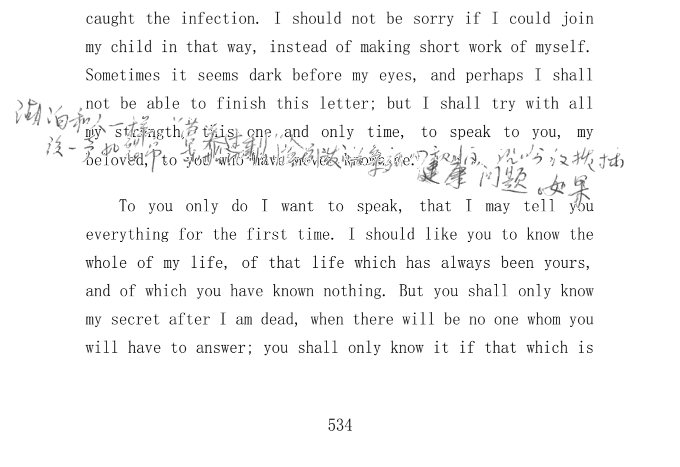 caught the infection. I should not be sorry if I could join
my child in that way, instead of making short work of myself.
Sometimes it seems dark before my eyes, and perhaps I shall
not be able to finish this letter; but I shall try with all
湖泊和人一样
my strength, this one and only time, to speak to you, my
beloved, to you who have never known me.
健康问题。如果
To you only do I want to speak, that I may tell you
everything for the first time. I should like you to know the
whole of my life, of that life which has always been yours,
and of which you have known nothing. But you shall only know
my secret after I am dead, when there will be no one whom you
will have to answer; you shall only know it if that which is
534